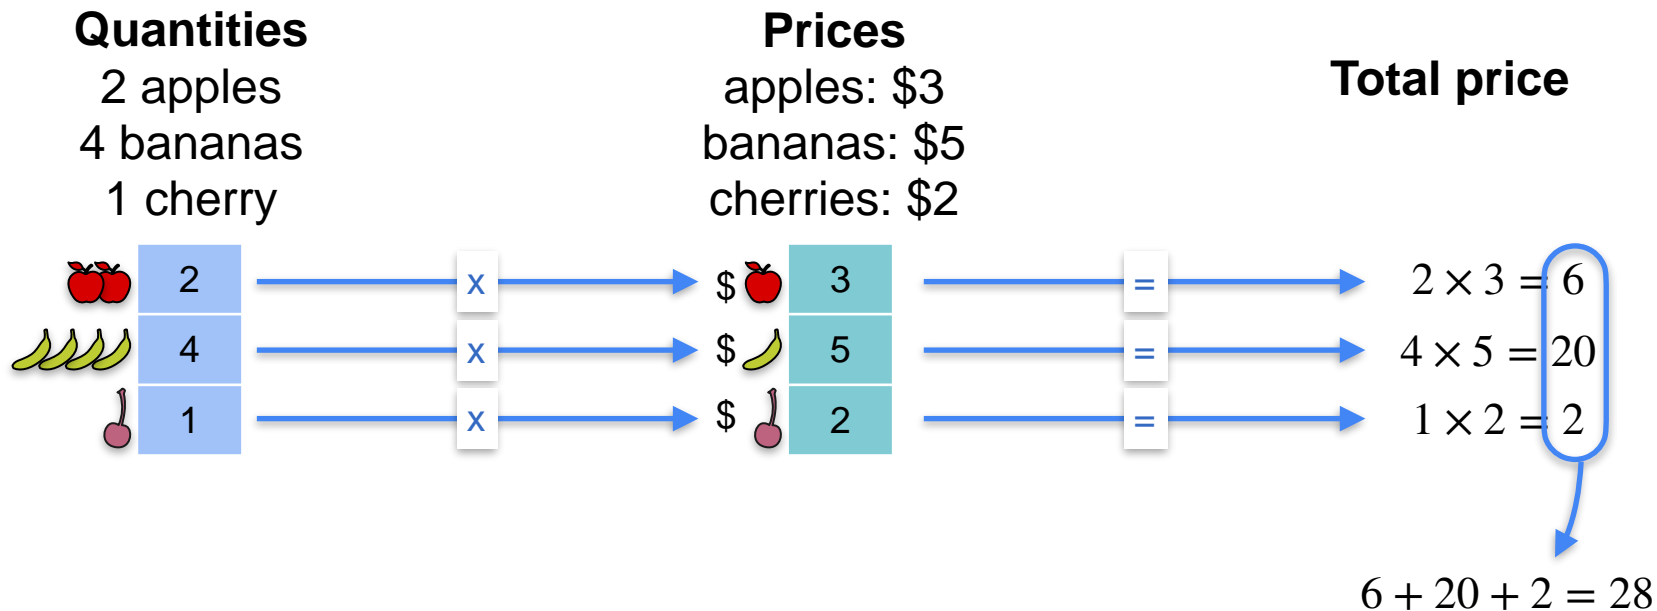 Quantities
2 apples
4 bananas
1 cherry
Prices
apples: $3
bananas: $5
cherries: $2
Total price
2 x $ 3 = 2 × 3 = 6
4 x $ 5 = 4 × 5 = 20
1 x $ 2 = 1 × 2 = 2
6 + 20 + 2 = 28